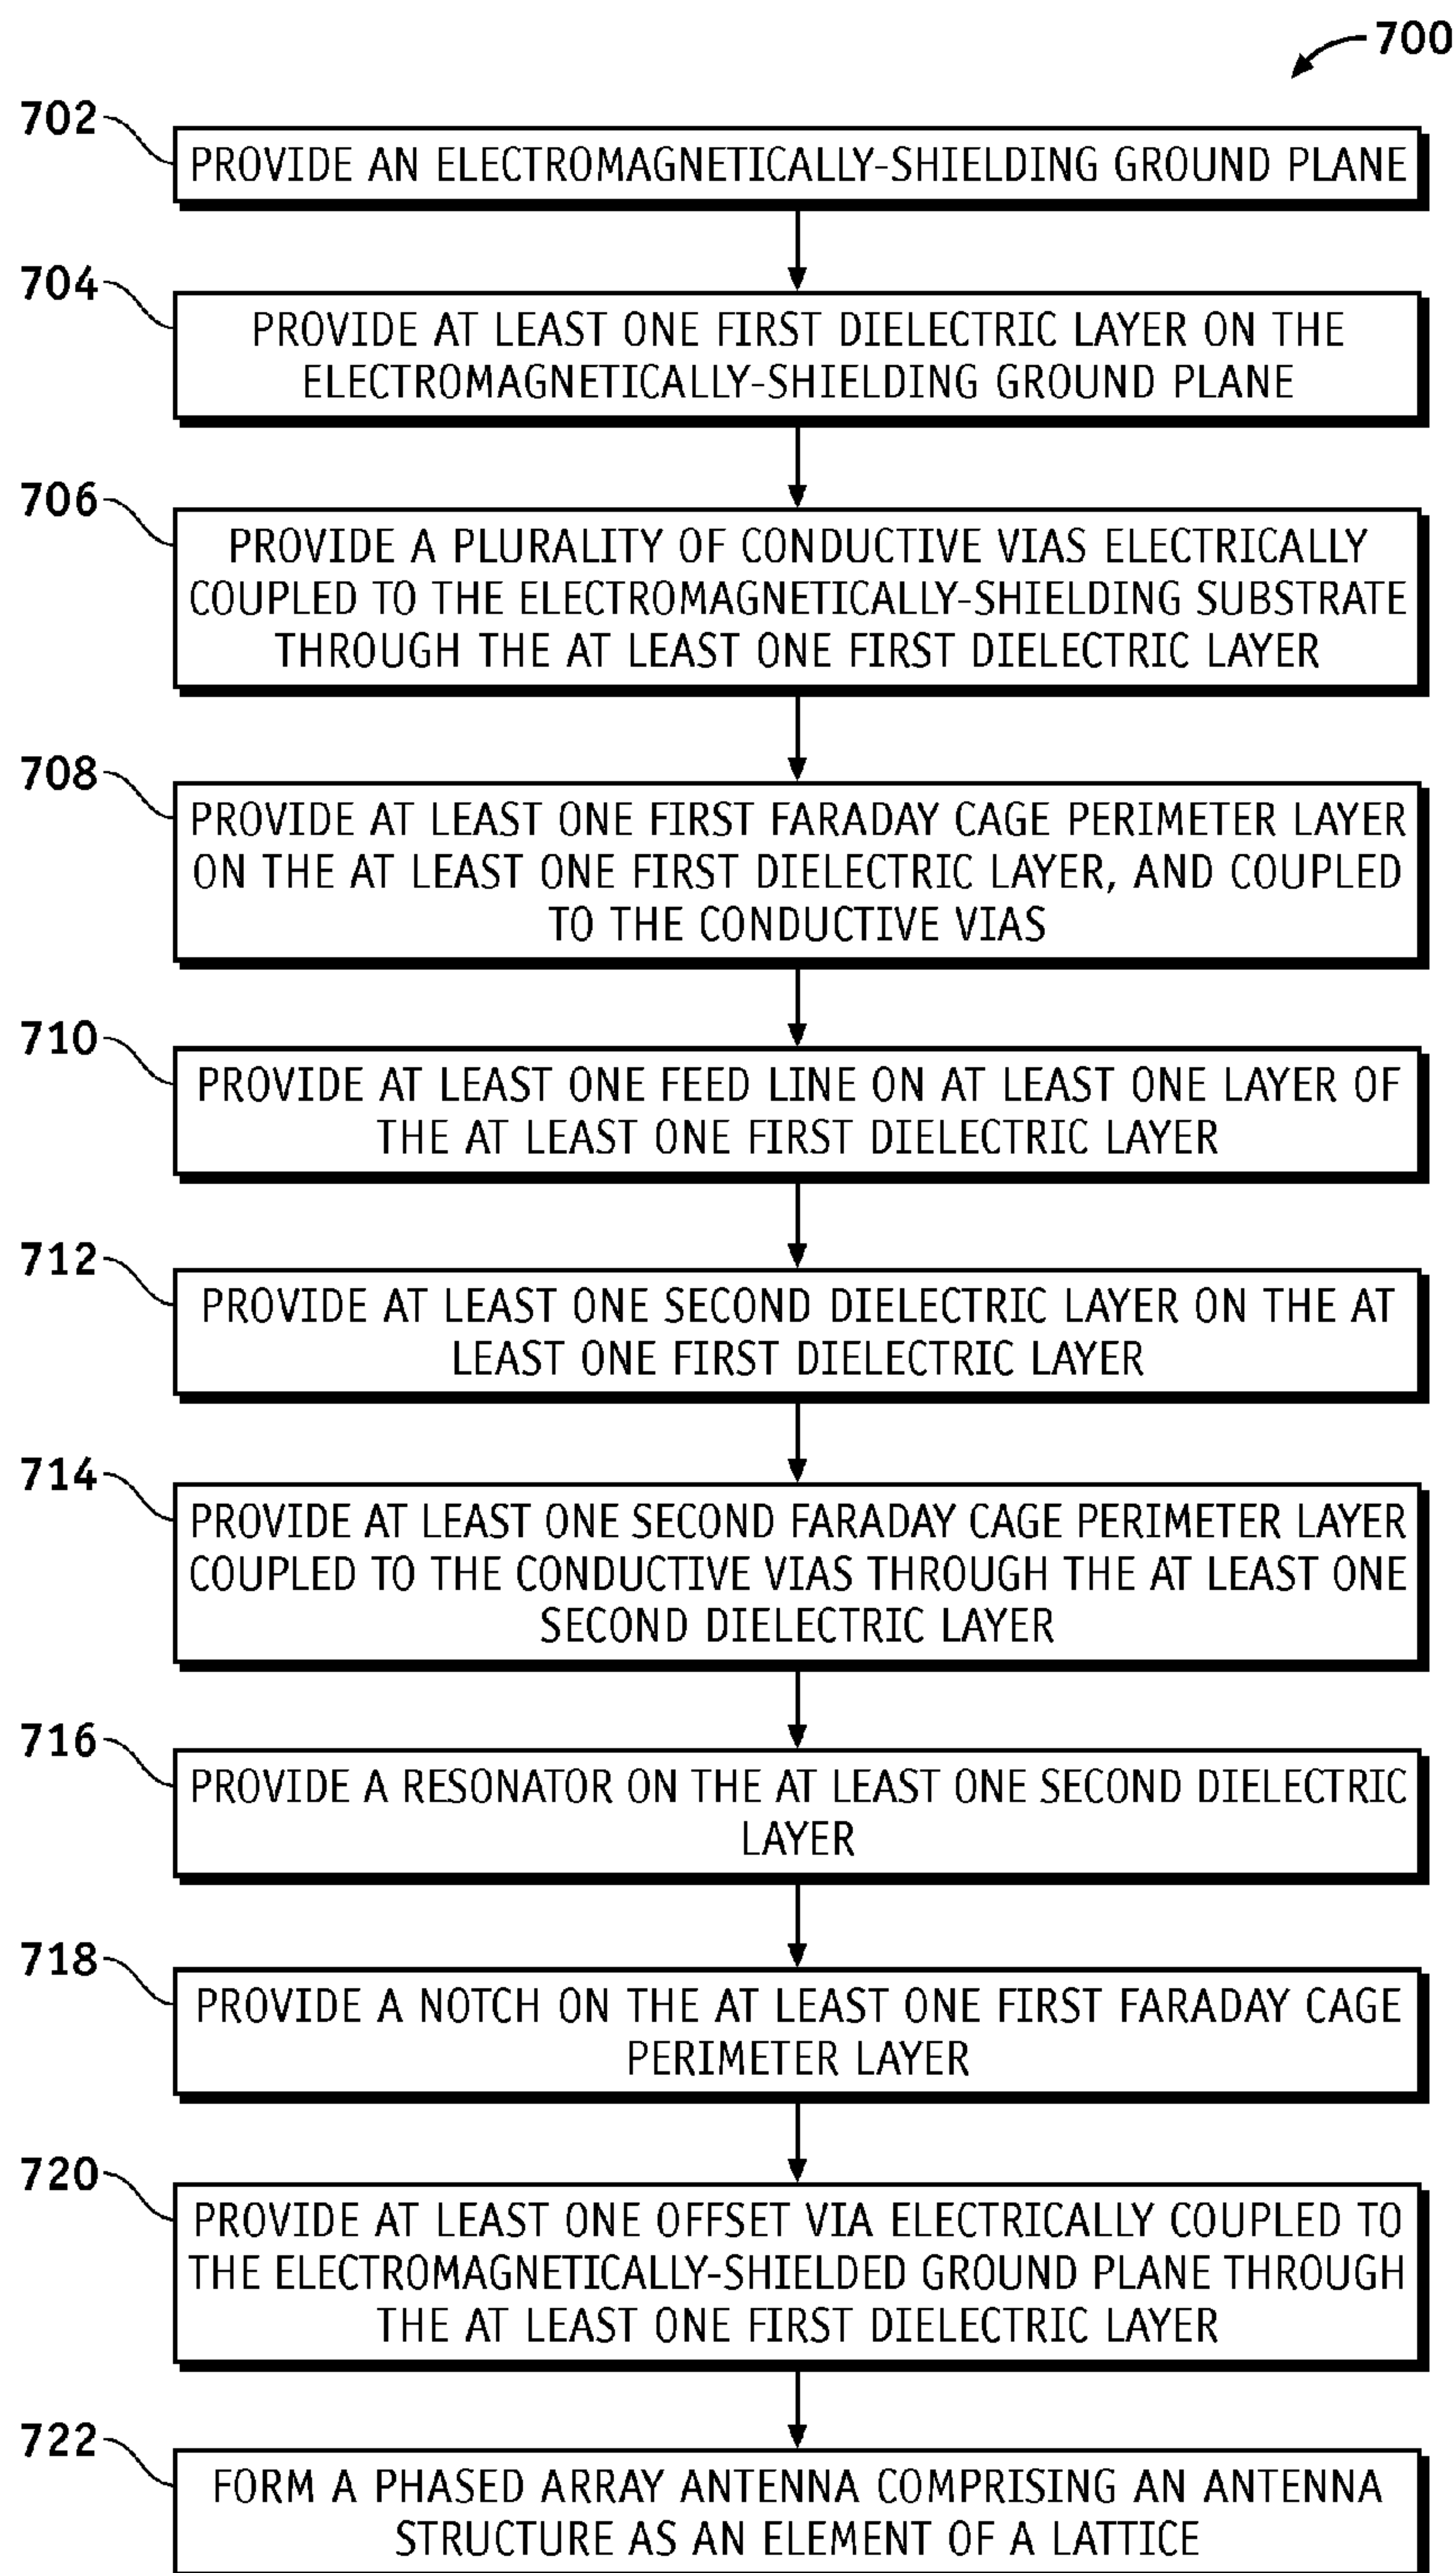 700
702
PROVIDE AN ELECTROMAGNETICALLY-SHIELDING GROUND PLANE
704
PROVIDE AT LEAST ONE FIRST DIELECTRIC LAYER ON THE
ELECTROMAGNETICALLY-SHIELDING GROUND PLANE
706
PROVIDE A PLURALITY OF CONDUCTIVE VIAS ELECTRICALLY
COUPLED TO THE ELECTROMAGNETICALLY-SHIELDING SUBSTRATE
THROUGH THE AT LEAST ONE FIRST DIELECTRIC LAYER
708
PROVIDE AT LEAST ONE FIRST FARADAY CAGE PERIMETER LAYER
ON THE AT LEAST ONE FIRST DIELECTRIC LAYER, AND COUPLED
TO THE CONDUCTIVE VIAS
710
PROVIDE AT LEAST ONE FEED LINE ON AT LEAST ONE LAYER OF
THE AT LEAST ONE FIRST DIELECTRIC LAYER
712
PROVIDE AT LEAST ONE SECOND DIELECTRIC LAYER ON THE AT
LEAST ONE FIRST DIELECTRIC LAYER
714
PROVIDE AT LEAST ONE SECOND FARADAY CAGE PERIMETER LAYER
COUPLED TO THE CONDUCTIVE VIAS THROUGH THE AT LEAST ONE
SECOND DIELECTRIC LAYER
716
PROVIDE A RESONATOR ON THE AT LEAST ONE SECOND DIELECTRIC
LAYER
718
PROVIDE A NOTCH ON THE AT LEAST ONE FIRST FARADAY CAGE
PERIMETER LAYER
720
PROVIDE AT LEAST ONE OFFSET VIA ELECTRICALLY COUPLED TO
THE ELECTROMAGNETICALLY-SHIELDED GROUND PLANE THROUGH
THE AT LEAST ONE FIRST DIELECTRIC LAYER
722
FORM A PHASED ARRAY ANTENNA COMPRISING AN ANTENNA
STRUCTURE AS AN ELEMENT OF A LATTICE